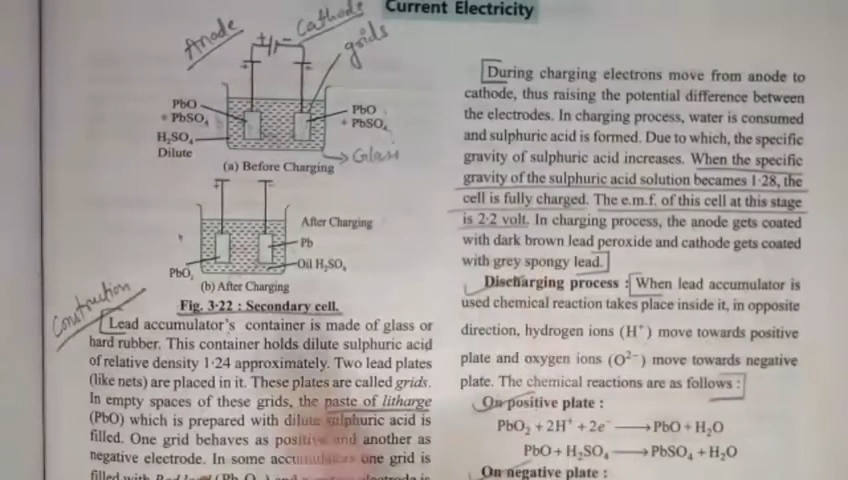 Current Electricity
Anode
+ -
Cathode
grids
PbO
+ PbSO4
H2SO4
Dilute
PbO
+ PbSO4
Glass
(a) Before Charging
After Charging
Pb
Oil H2SO4
PbO2
(b) After Charging
Fig. 3·22 : Secondary cell.
Construction
Lead accumulator's container is made of glass or
hard rubber. This container holds dilute sulphuric acid
of relative density 1·24 approximately. Two lead plates
(like nets) are placed in it. These plates are called grids.
In empty spaces of these grids, the paste of litharge
(PbO) which is prepared with dilute sulphuric acid is
filled. One grid behaves as positive and another as
negative electrode. In some accumulators one grid is
filled with Red lead
During charging electrons move from anode to
cathode, thus raising the potential difference between
the electrodes. In charging process, water is consumed
and sulphuric acid is formed. Due to which, the specific
gravity of sulphuric acid increases. When the specific
gravity of the sulphuric acid solution becames 1·28, the
cell is fully charged. The e.m.f. of this cell at this stage
is 2·2 volt. In charging process, the anode gets coated
with dark brown lead peroxide and cathode gets coated
with grey spongy lead.
Discharging process : When lead accumulator is
used chemical reaction takes place inside it, in opposite
direction, hydrogen ions (H+) move towards positive
plate and oxygen ions (O2−) move towards negative
plate. The chemical reactions are as follows :
On positive plate :
PbO2 + 2H+ + 2e− ⟶ PbO + H2O
PbO + H2SO4 ⟶ PbSO4 + H2O
On negative plate :